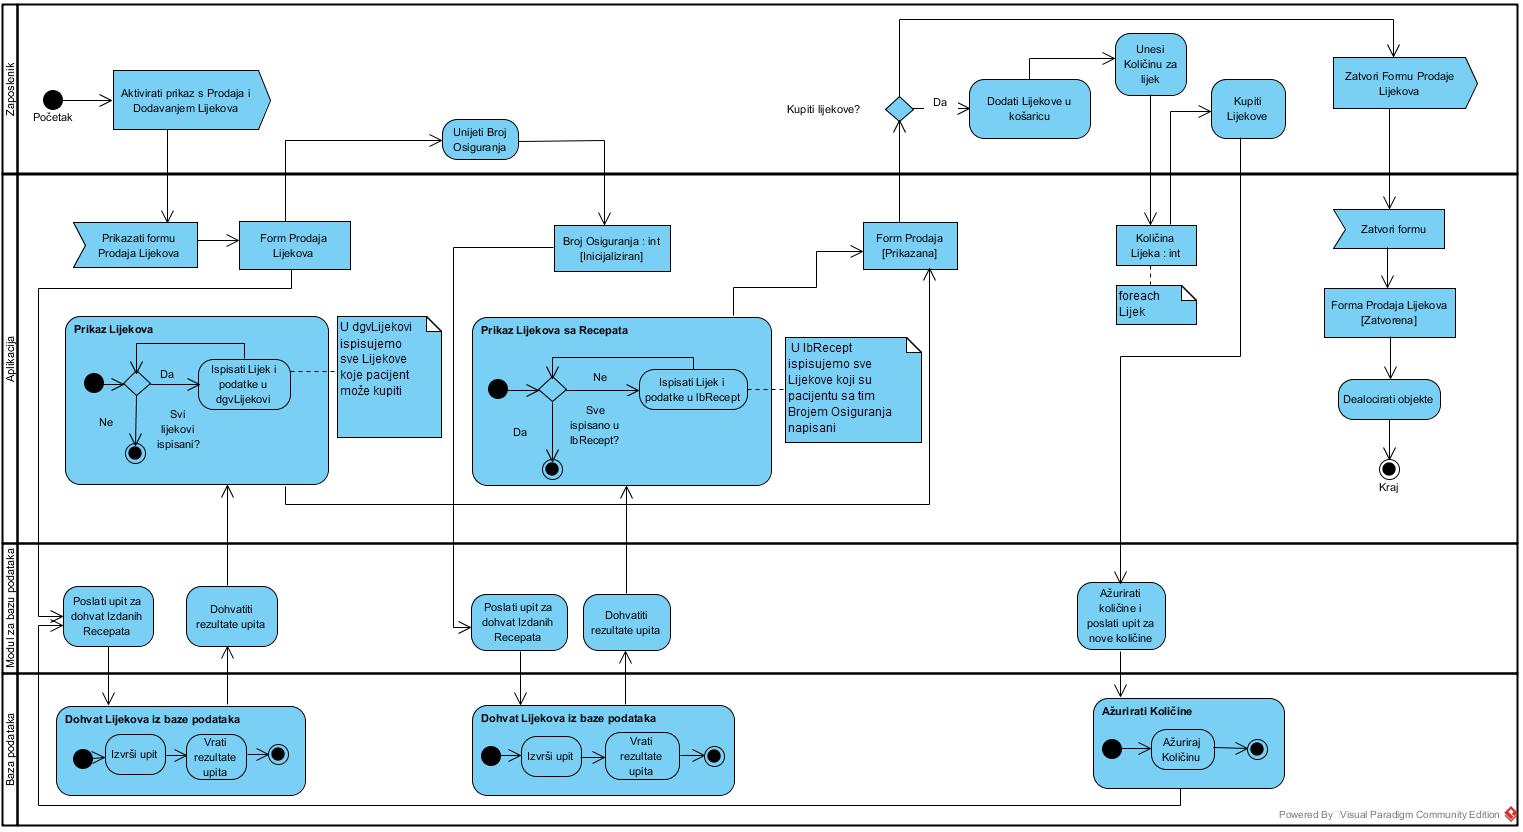 Zaposlenik
Početak
Aktivirati prikaz s Prodaja i
Dodavanjem Lijekova
Unijeti Broj
Osiguranja
Kupiti lijekove?
Da
Dodati Lijekove u
košaricu
Unesi
Količinu za
lijek
Kupiti
Lijekove
Zatvori Formu Prodaje
Lijekova
Aplikacija
Prikazati formu
Prodaja Lijekova
Form Prodaja
Lijekova
Broj Osiguranja : int
[Inicijaliziran]
Form Prodaja
[Prikazana]
Količina
Lijeka : int
foreach
Lijek
Zatvori formu
Forma Prodaja Lijekova
[Zatvorena]
Dealocirati objekte
Kraj
Prikaz Lijekova
Da
Ispisati Lijek i
podatke u
dgvLijekovi
Ne
Svi
lijekovi
ispisani?
U dgvLijekovi
ispisujemo
sve Lijekove
koje pacijent
može kupiti
Prikaz Lijekova sa Recepata
Ne
Ispisati Lijek i
podatke u lbRecept
Da
Sve
ispisano u
lbRecept?
U lbRecept
ispisujemo sve
Lijekove koji su
pacijentu sa tim
Brojem Osiguranja
napisani
Modul za bazu podataka
Poslati upit za
dohvat Izdanih
Recepata
Dohvatiti
rezultate upita
Poslati upit za
dohvat Izdanih
Recepata
Dohvatiti
rezultate upita
Ažurirati
količine i
poslati upit za
nove količine
Baza podataka
Dohvat Lijekova iz baze podataka
Izvrši upit
Vrati
rezultate
upita
Dohvat Lijekova iz baze podataka
Izvrši upit
Vrati
rezultate
upita
Ažurirati Količine
Ažuriraj
Količinu
Powered By Visual Paradigm Community Edition